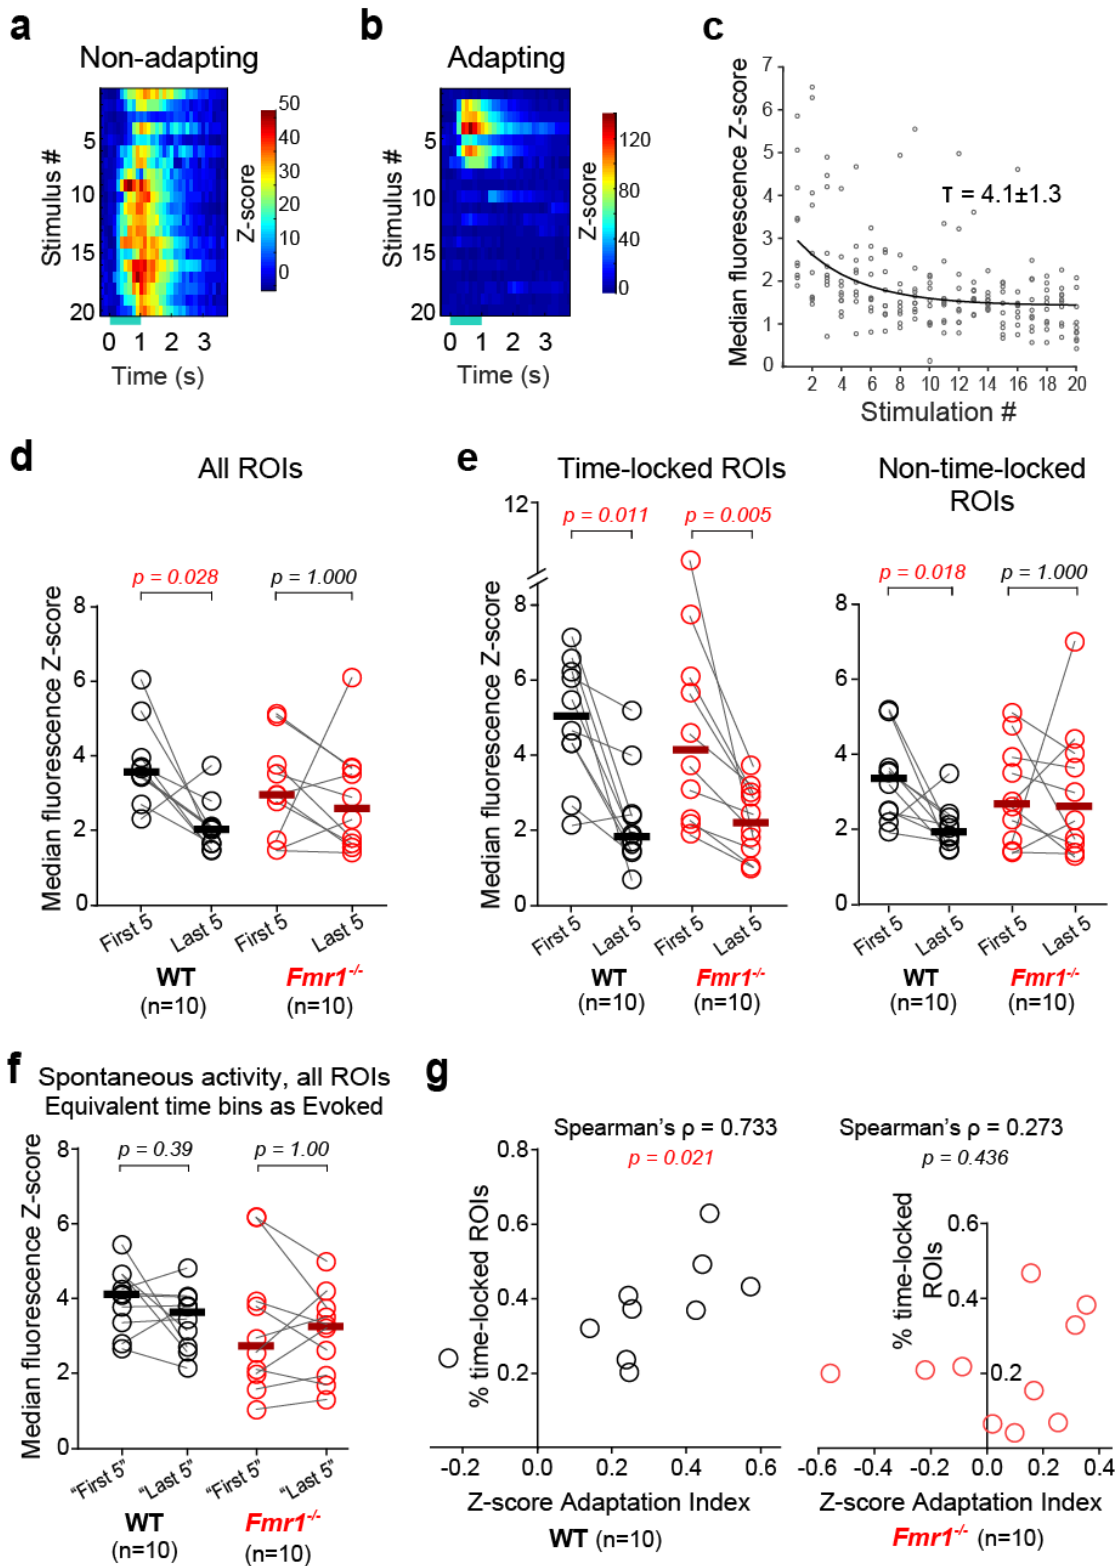 a
Non-adapting
Stimulus #
5
10
15
20
0 1 2 3
Time (s)
50
40
30
20
10
0
Z-score
b
Adapting
Stimulus #
5
10
15
20
0 1 2 3
Time (s)
120
80
40
0
Z-score
c
Median fluorescence Z-score
7
6
5
4
3
2
1
0
τ = 4.1±1.3
2 4 6 8 10 12 14 16 18 20
Stimulation #
d
All ROIs
p = 0.028 p = 1.000
Median fluorescence Z-score
8
6
4
2
0
First 5 Last 5 First 5 Last 5
WT Fmr1-/-
(n=10) (n=10)
e
Time-locked ROIs
p = 0.011 p = 0.005
Median fluorescence Z-score
12
8
6
4
2
0
First 5 Last 5 First 5 Last 5
WT Fmr1-/-
(n=10) (n=10)
Non-time-locked
ROIs
p = 0.018 p = 1.000
8
6
4
2
0
First 5 Last 5 First 5 Last 5
WT Fmr1-/-
(n=10) (n=10)
f
Spontaneous activity, all ROIs
Equivalent time bins as Evoked
p = 0.39 p = 1.00
Median fluorescence Z-score
8
6
4
2
0
"First 5" "Last 5" "First 5" "Last 5"
WT Fmr1-/-
(n=10) (n=10)
g
Spearman's ρ = 0.733
p = 0.021
% time-locked ROIs
0.8
0.6
0.4
0.2
-0.2 0.0 0.2 0.4 0.6
Z-score Adaptation Index
WT (n=10)
Spearman's ρ = 0.273
p = 0.436
% time-locked
ROIs
0.6
0.4
0.2
-0.6 -0.4 -0.2 0.0 0.2 0.4
Z-score Adaptation Index
Fmr1-/- (n=10)